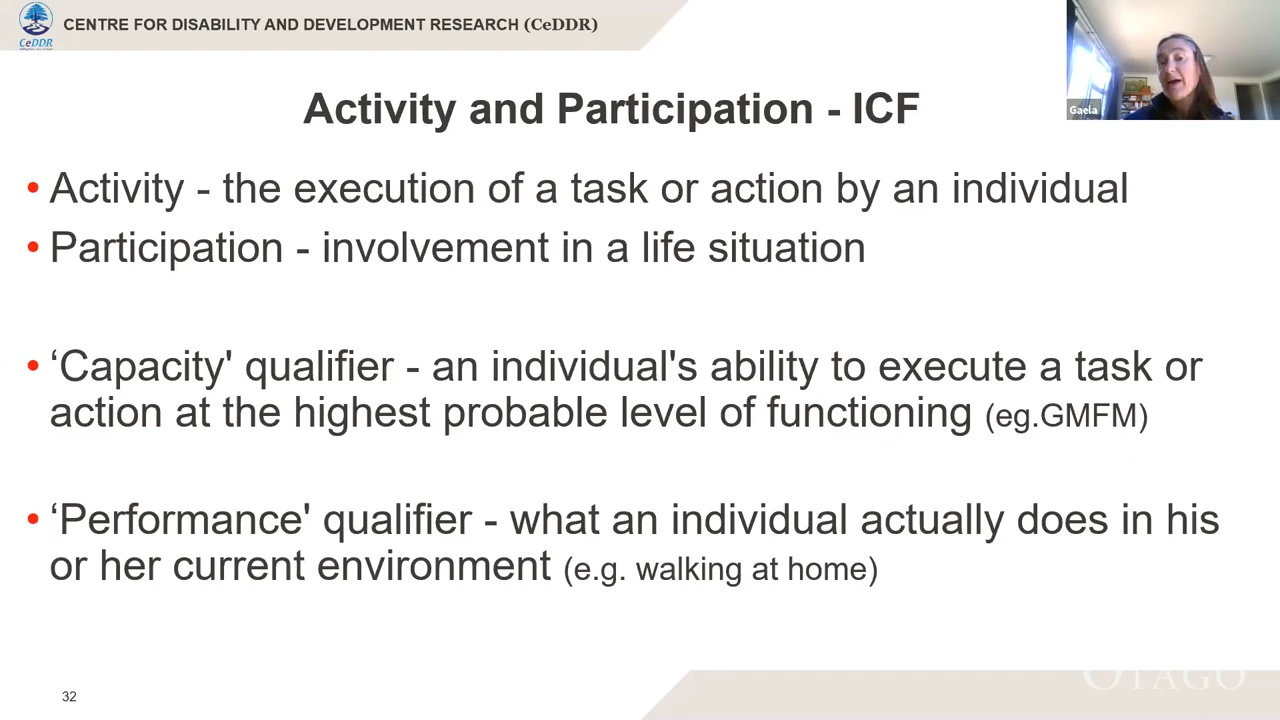 CeDDR
CENTRE FOR DISABILITY AND DEVELOPMENT RESEARCH (CeDDR)
Gaela
Activity and Participation - ICF
• Activity - the execution of a task or action by an individual
• Participation - involvement in a life situation
• ‘Capacity' qualifier - an individual's ability to execute a task or
action at the highest probable level of functioning (eg.GMFM)
• ‘Performance' qualifier - what an individual actually does in his
or her current environment (e.g. walking at home)
32
OTAGO